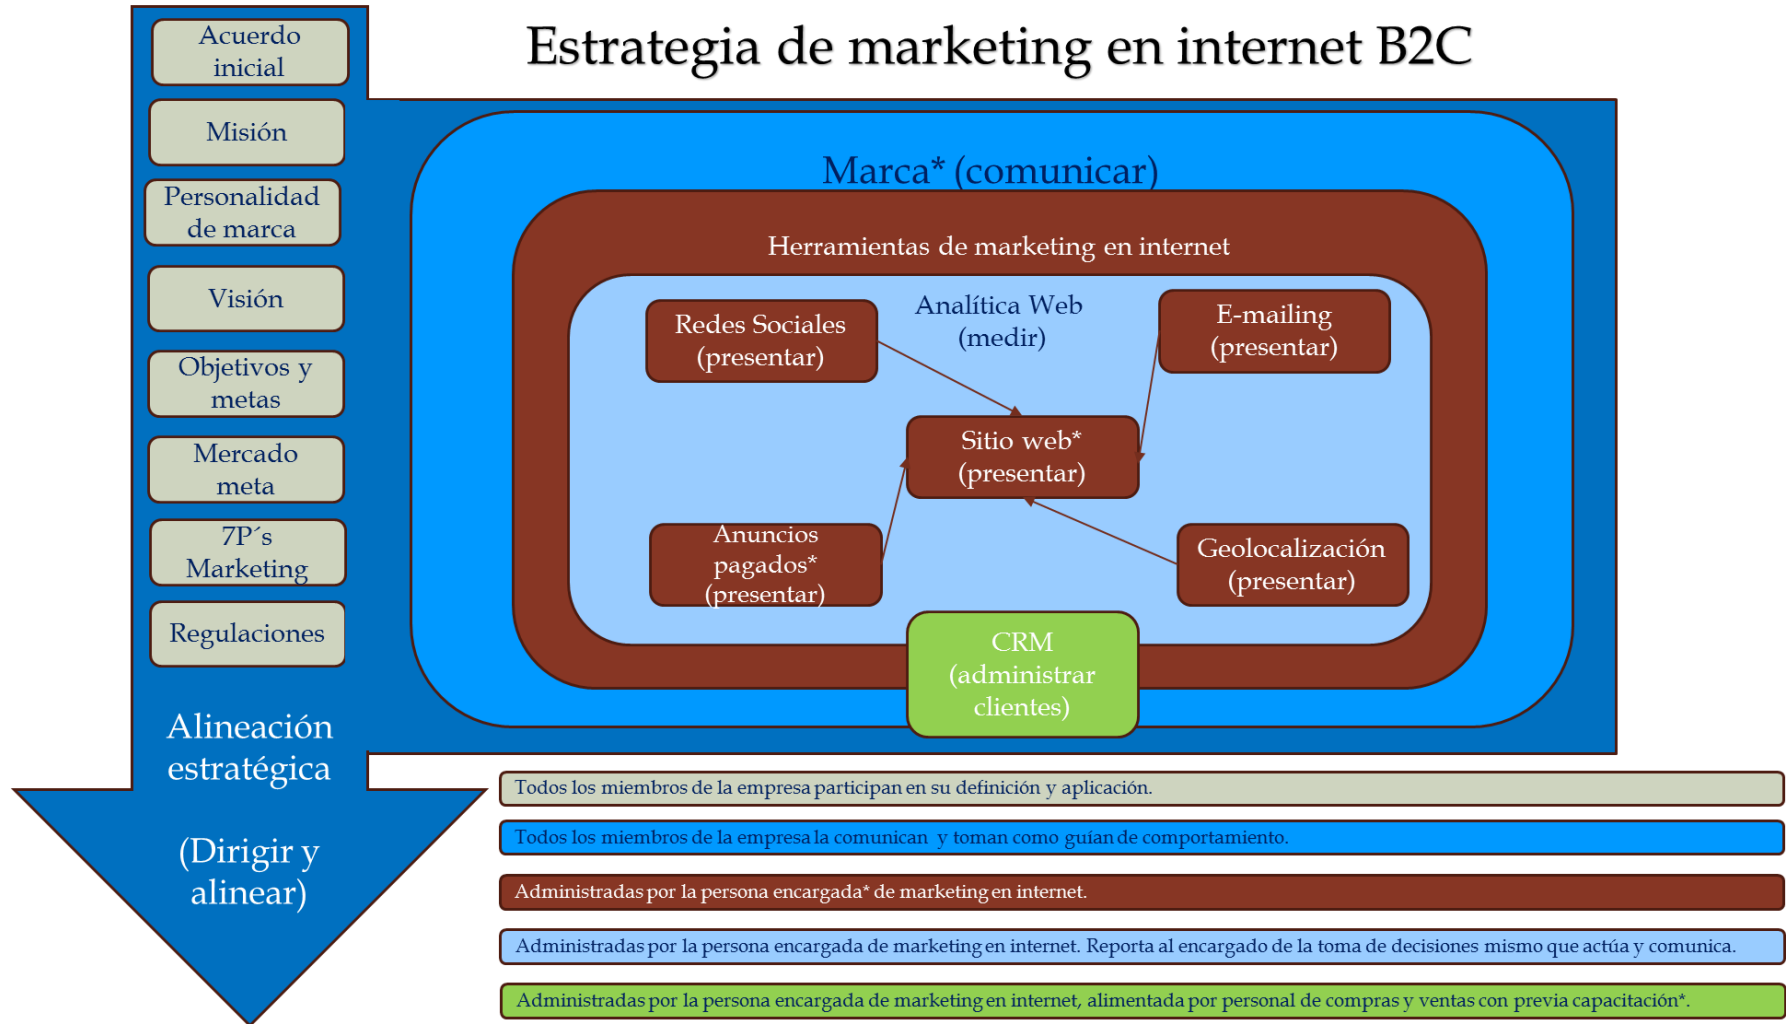 Estrategia de marketing en internet B2C
Acuerdo
inicial
Misión
Personalidad
de marca
Visión
Objetivos y
metas
Mercado
meta
7P´s
Marketing
Regulaciones
Alineación
estratégica
(Dirigir y
alinear)
Marca* (comunicar)
Herramientas de marketing en internet
Analítica Web
(medir)
Redes Sociales
(presentar)
E-mailing
(presentar)
Sitio web*
(presentar)
Anuncios
pagados*
(presentar)
Geolocalización
(presentar)
CRM
(administrar
clientes)
Todos los miembros de la empresa participan en su definición y aplicación.
Todos los miembros de la empresa la comunican y toman como guían de comportamiento.
Administradas por la persona encargada* de marketing en internet.
Administradas por la persona encargada de marketing en internet. Reporta al encargado de la toma de decisiones mismo que actúa y comunica.
Administradas por la persona encargada de marketing en internet, alimentada por personal de compras y ventas con previa capacitación*.